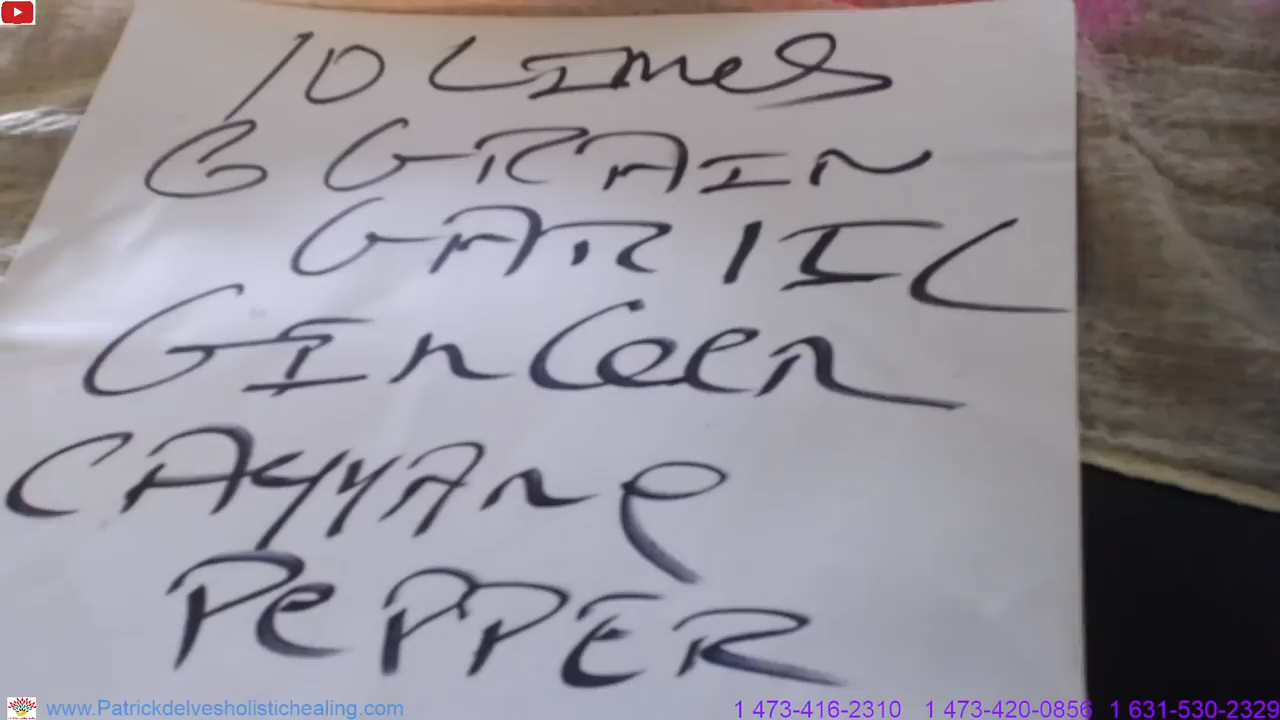 10 LImeS
6 GRAIN
GARlIC
GInGeR
CAyyAne
PePPER
www.Patrickdelvesholistichealing.com 1 473-416-2310 1 473-420-0856 1 631-530-2329